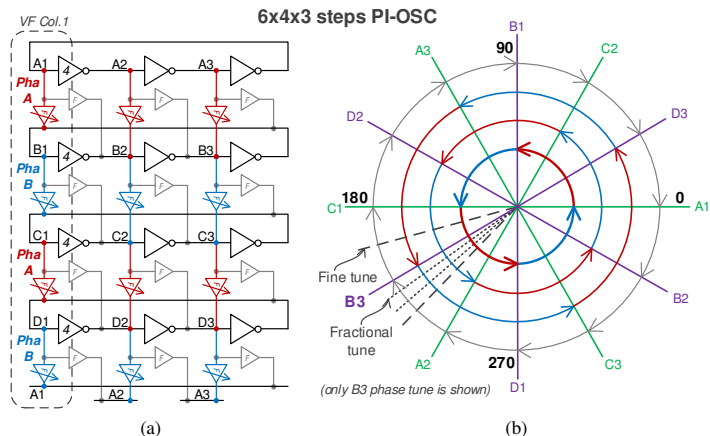 6x4x3 steps PI-OSC
VF Col.1
A1
4
A2
A3
Pha
A
F
F
F
F
F
F
B1
B2
B3
Pha
B
F
F
F
F
F
F
C1
C2
C3
Pha
A
F
F
F
F
F
F
D1
4
D2
D3
Pha
B
F
F
F
F
F
F
A1
A2
A3
(a)
B1
90
A3
C2
D2
D3
C1
180
0
A1
Fine tune
B3
B2
Fractional
tune
A2
270
C3
D1
(only B3 phase tune is shown)
(b)